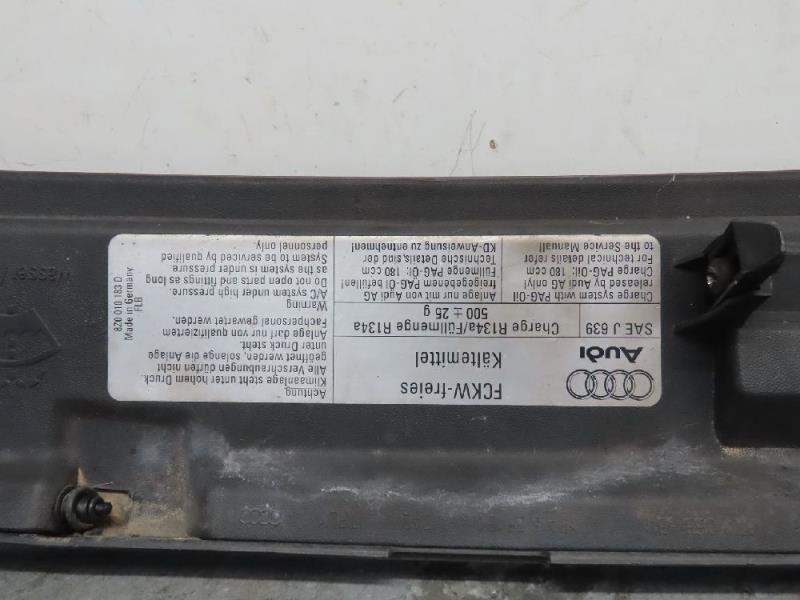 Audi
FCKW-freies
Kältemittel
SAE J 639
Charge R134a/Füllmenge R134a
500 ± 25 g
Charge system with PAG-Oil
released by Audi AG only!
Charge PAG-Oil: 180 ccm
For technical details refer
to the Service Manual!
Anlage nur mit von Audi AG
freigegebenem PAG-Öl befüllen!
Füllmenge PAG-Öl: 180 ccm
Technische Details sind der
KD-Anweisung zu entnehmen!
Achtung
Klimaanlage steht unter hohem Druck
Alle Verschraubungen dürfen nicht
geöffnet werden, solange die Anlage
unter Druck steht.
Anlage darf nur von qualifiziertem
Fachpersonal gewartet werden.
Warning
A/C system under high pressure.
Do not open parts and fittings as long
as the system is under pressure.
System to be serviced by qualified
personnel only.
8Z0 010 183 D
Made in Germany
FEB
Wasser